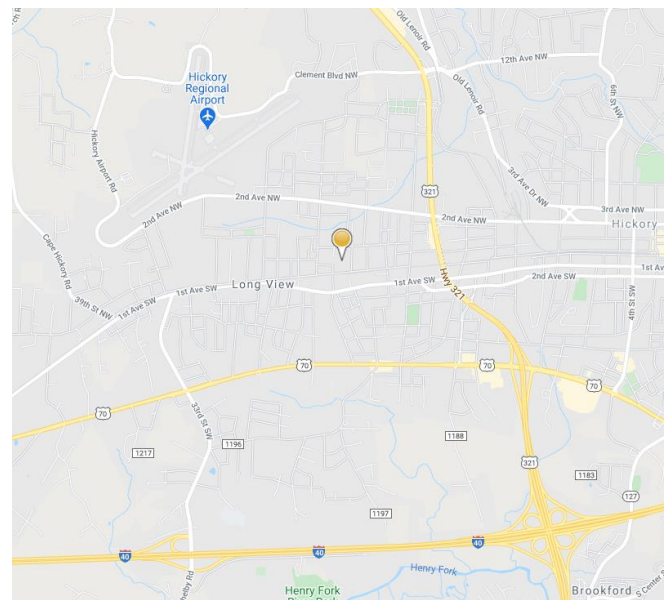 Old Lenoir Rd
12th Ave NW
Clement Blvd NW
Hickory
Regional
Airport
Old Lenoir Rd
6th St NW
Hickory Airport Rd
3rd Ave Dr NW
321
2nd Ave NW
2nd Ave NW
2nd Ave NW
3rd Ave NW
Hickory
Cape Hickory Rd
Hwy 321
1st Ave SW
1st Av
2nd Ave SW
Long View
1st Ave SW
39th St NW
4th St SW
70
70
70
70
33rd St SW
1196
1188
1217
321
1183
127
1197
40
40
40
Henry Fork
elby Rd
Henry Fork
Brookford
S Center S